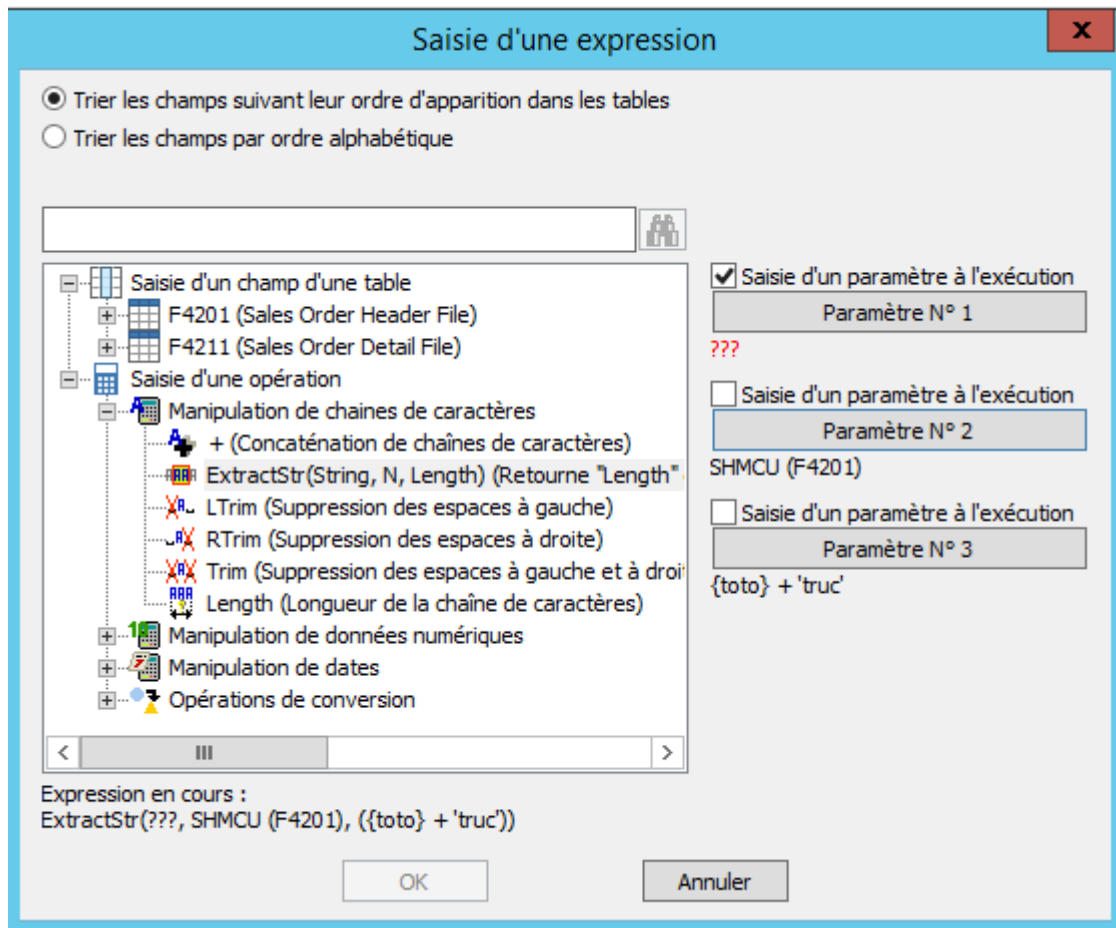 Saisie d'une expression
x
Trier les champs suivant leur ordre d'apparition dans les tables
Trier les champs par ordre alphabétique
Saisie d'un champ d'une table
F4201 (Sales Order Header File)
F4211 (Sales Order Detail File)
Saisie d'une opération
Manipulation de chaines de caractères
+ (Concaténation de chaînes de caractères)
ExtractStr(String, N, Length) (Retourne "Length"
LTrim (Suppression des espaces à gauche)
RTrim (Suppression des espaces à droite)
Trim (Suppression des espaces à gauche et à droi
Length (Longueur de la chaîne de caractères)
Manipulation de données numériques
Manipulation de dates
Opérations de conversion
Saisie d'un paramètre à l'exécution
Paramètre N° 1
???
Saisie d'un paramètre à l'exécution
Paramètre N° 2
SHMCU (F4201)
Saisie d'un paramètre à l'exécution
Paramètre N° 3
{toto} + 'truc'
Expression en cours :
ExtractStr(???, SHMCU (F4201), ({toto} + 'truc'))
OK
Annuler